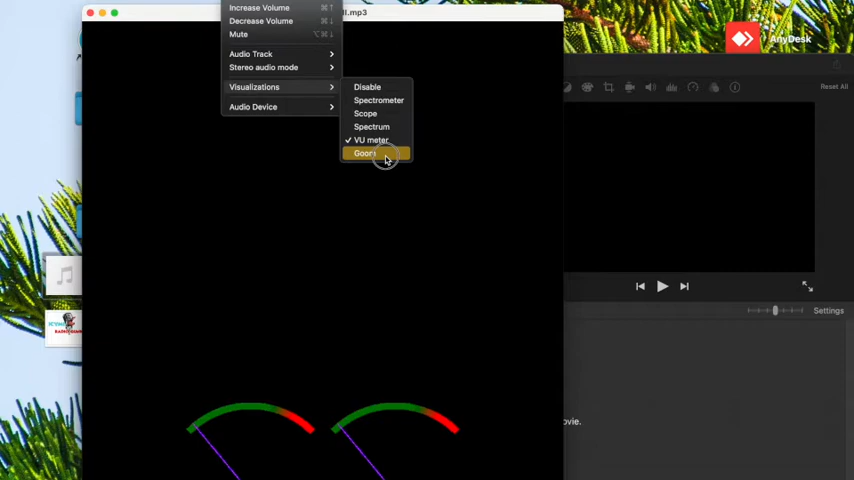 Increase Volume ⌘↑
ll.mp3
Decrease Volume ⌘↓
Mute ⌥⌘↓
AnyDesk
Audio Track
Stereo audio mode
Visualizations
Disable
Reset All
Spectrometer
Audio Device
Scope
Spectrum
✓ VU meter
Goom
Settings
ovie.